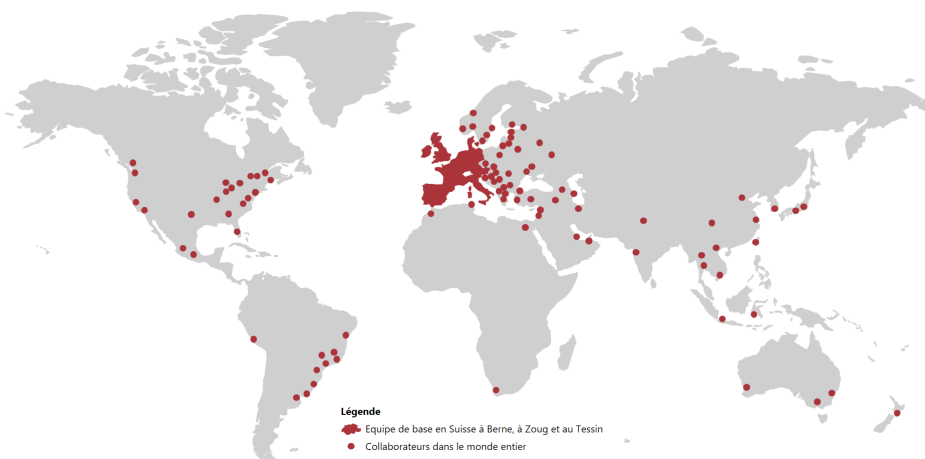 Légende
Equipe de base en Suisse à Berne, à Zoug et au Tessin
Collaborateurs dans le monde entier